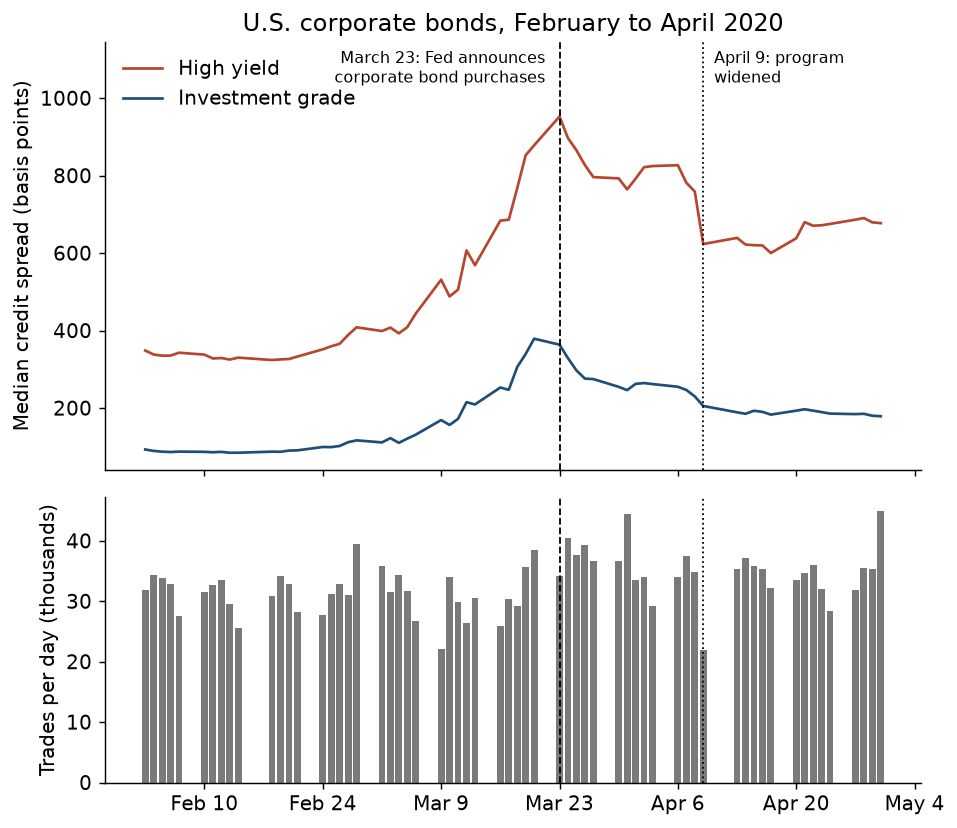 U.S. corporate bonds, February to April 2020
High yield
Investment grade
March 23: Fed announces
corporate bond purchases
April 9: program
widened
Median credit spread (basis points)
1000
800
600
400
200
Trades per day (thousands)
40
30
20
10
0
Feb 10 Feb 24 Mar 9 Mar 23 Apr 6 Apr 20 May 4